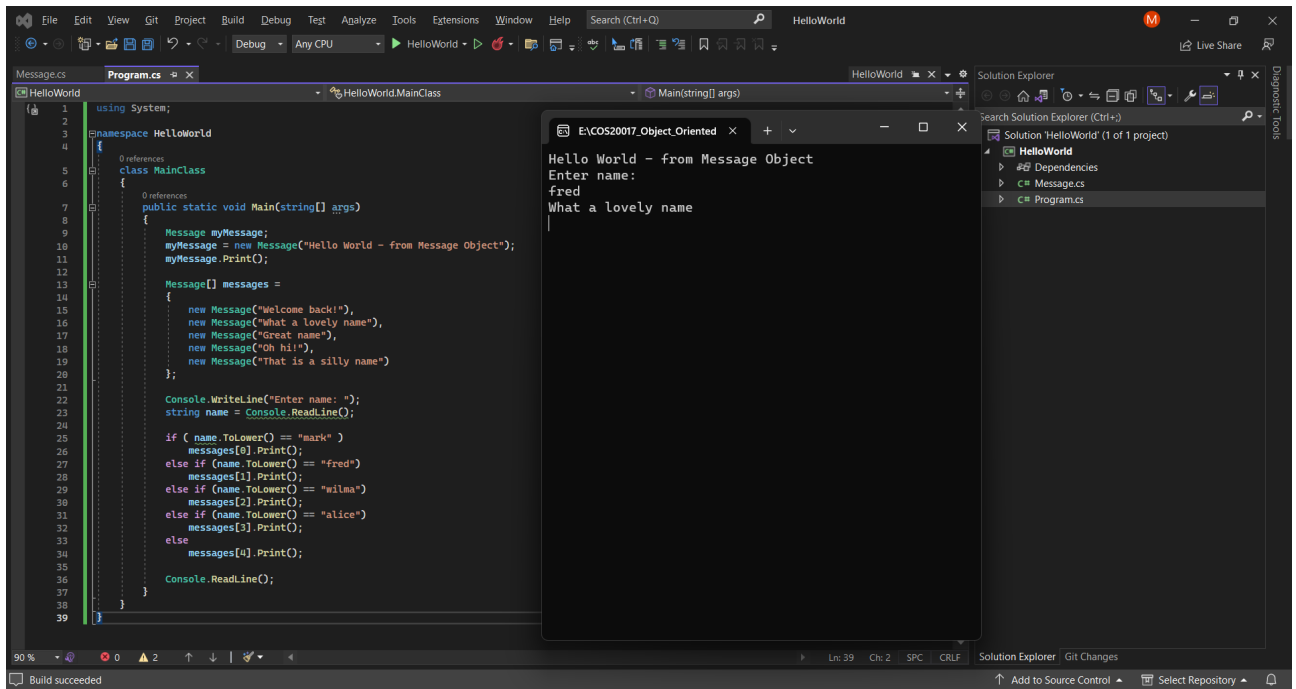 File Edit View Git Project Build Debug Test Analyze Tools Extensions Window Help Search (Ctrl+Q) HelloWorld M
Debug Any CPU HelloWorld Live Share
Message.cs Program.cs HelloWorld
HelloWorld HelloWorld.MainClass Main(string[] args)
1 using System;
2
3 namespace HelloWorld
4 {
0 references
5 class MainClass
6 {
0 references
7 public static void Main(string[] args)
8 {
9 Message myMessage;
10 myMessage = new Message("Hello World - from Message Object");
11 myMessage.Print();
12
13 Message[] messages =
14 {
15 new Message("Welcome back!"),
16 new Message("What a lovely name"),
17 new Message("Great name"),
18 new Message("Oh hi!"),
19 new Message("That is a silly name")
20 };
21
22 Console.WriteLine("Enter name: ");
23 string name = Console.ReadLine();
24
25 if ( name.ToLower() == "mark" )
26 messages[0].Print();
27 else if (name.ToLower() == "fred")
28 messages[1].Print();
29 else if (name.ToLower() == "wilma")
30 messages[2].Print();
31 else if (name.ToLower() == "alice")
32 messages[3].Print();
33 else
34 messages[4].Print();
35
36 Console.ReadLine();
37 }
38 }
39 }
E:\COS20017_Object_Oriented
Hello World - from Message Object
Enter name:
fred
What a lovely name
Solution Explorer
Search Solution Explorer (Ctrl+;)
Solution 'HelloWorld' (1 of 1 project)
HelloWorld
Dependencies
C# Message.cs
C# Program.cs
Diagnostic Tools
90 % 0 2 Ln: 39 Ch: 2 SPC CRLF
Solution Explorer Git Changes
Build succeeded Add to Source Control Select Repository